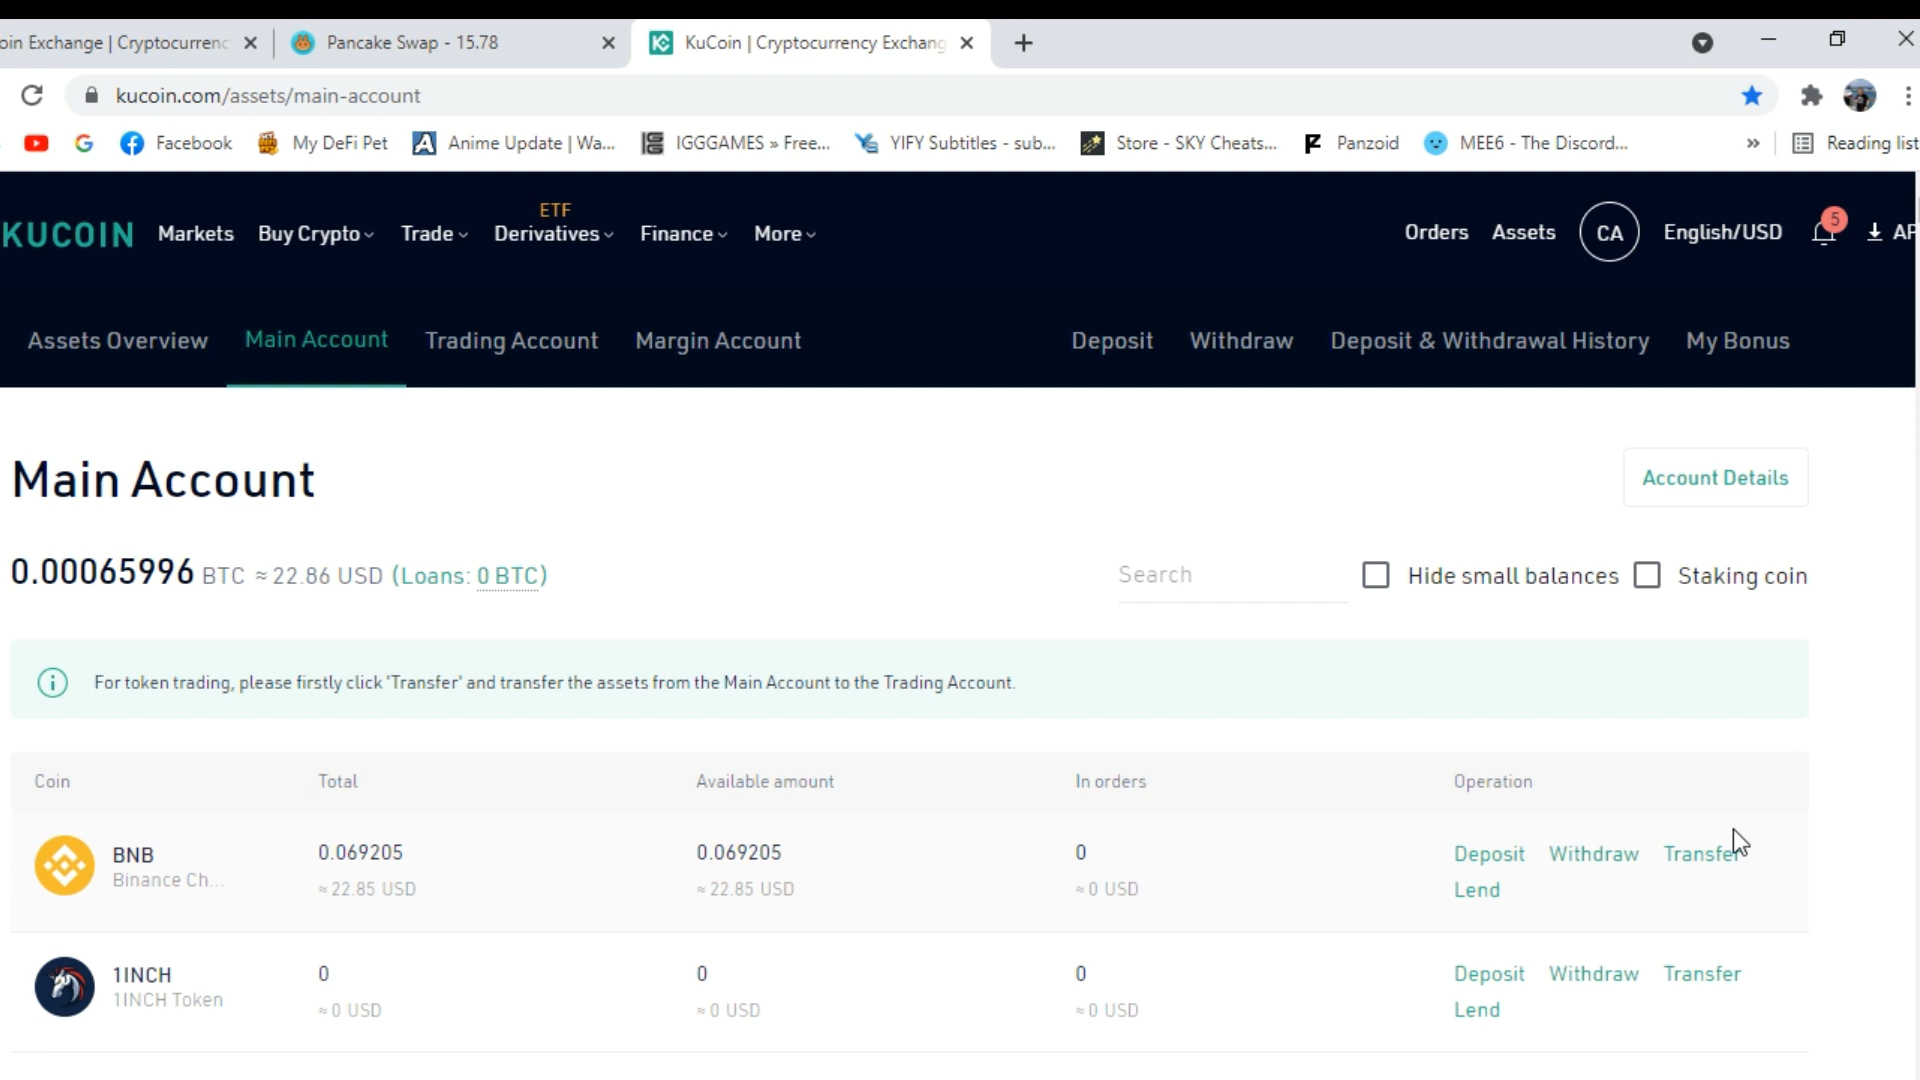 oin Exchange | Cryptocurrenc
Pancake Swap - 15.78
KuCoin | Cryptocurrency Exchang
kucoin.com/assets/main-account
Facebook
My DeFi Pet
Anime Update | Wa...
IGGGAMES » Free...
YIFY Subtitles - sub...
Store - SKY Cheats...
Panzoid
MEE6 - The Discord...
»
Reading list
KUCOIN
Markets
Buy Crypto
Trade
ETF
Derivatives
Finance
More
Orders
Assets
CA
English/USD
5
AP
Assets Overview
Main Account
Trading Account
Margin Account
Deposit
Withdraw
Deposit & Withdrawal History
My Bonus
Main Account
Account Details
0.00065996 BTC ≈ 22.86 USD (Loans: 0 BTC)
Search
Hide small balances
Staking coin
For token trading, please firstly click 'Transfer' and transfer the assets from the Main Account to the Trading Account.
Coin
Total
Available amount
In orders
Operation
BNB
Binance Ch...
0.069205
≈ 22.85 USD
0.069205
≈ 22.85 USD
0
≈ 0 USD
Deposit
Withdraw
Transfer
Lend
1INCH
1INCH Token
0
≈ 0 USD
0
≈ 0 USD
0
≈ 0 USD
Deposit
Withdraw
Transfer
Lend